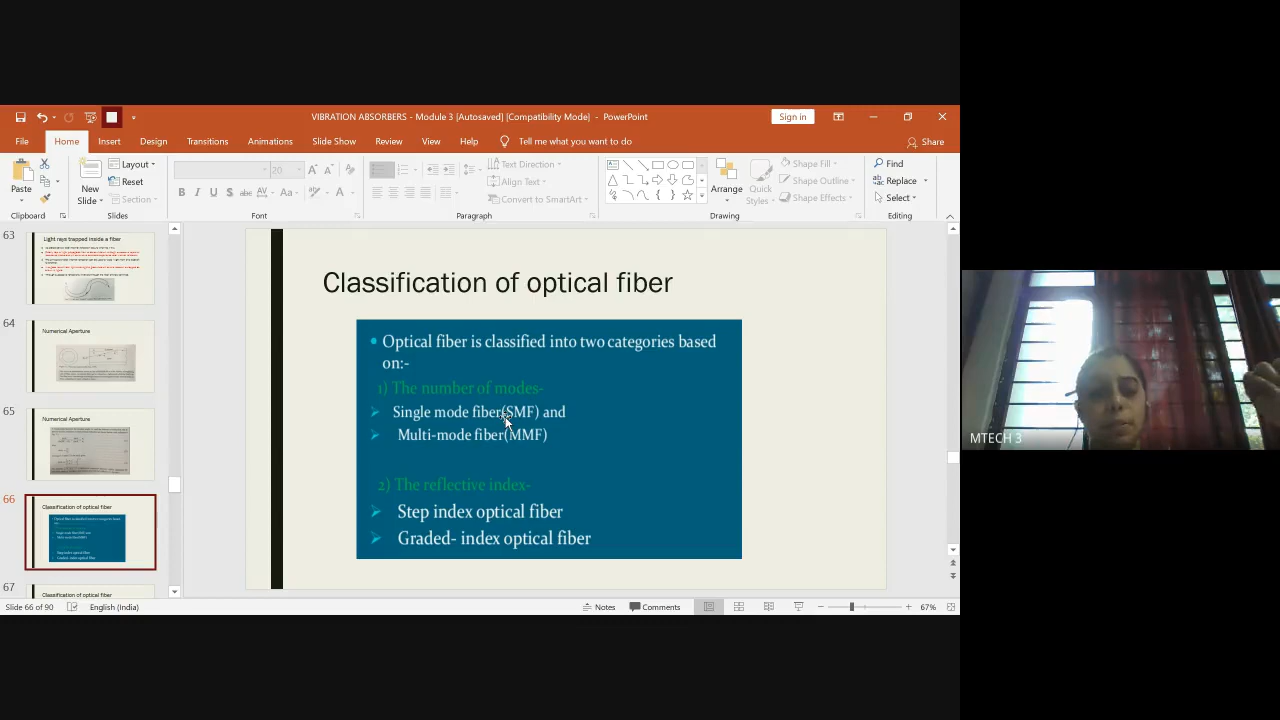 VIBRATION ABSORBERS - Module 3 [Autosaved] [Compatibility Mode] - PowerPoint
Sign in
File Home Insert Design Transitions Animations Slide Show Review View Help Tell me what you want to do Share
Paste
New Slide
Layout
Reset
Section
20
Text Direction
Align Text
Convert to SmartArt
Arrange
Quick Styles
Shape Fill
Shape Outline
Shape Effects
Find
Replace
Select
Clipboard Slides Font Paragraph Drawing Editing
63
Light rays trapped inside a fiber
64
Numerical Aperture
65
Numerical Aperture
66
Classification of optical fiber
67
Classification of optical fiber
Classification of optical fiber
Optical fiber is classified into two categories based
on:-
1) The number of modes-
Single mode fiber(SMF) and
Multi-mode fiber(MMF)
2) The reflective index-
Step index optical fiber
Graded- index optical fiber
MTECH 3
Slide 66 of 90 English (India) Notes Comments 67%